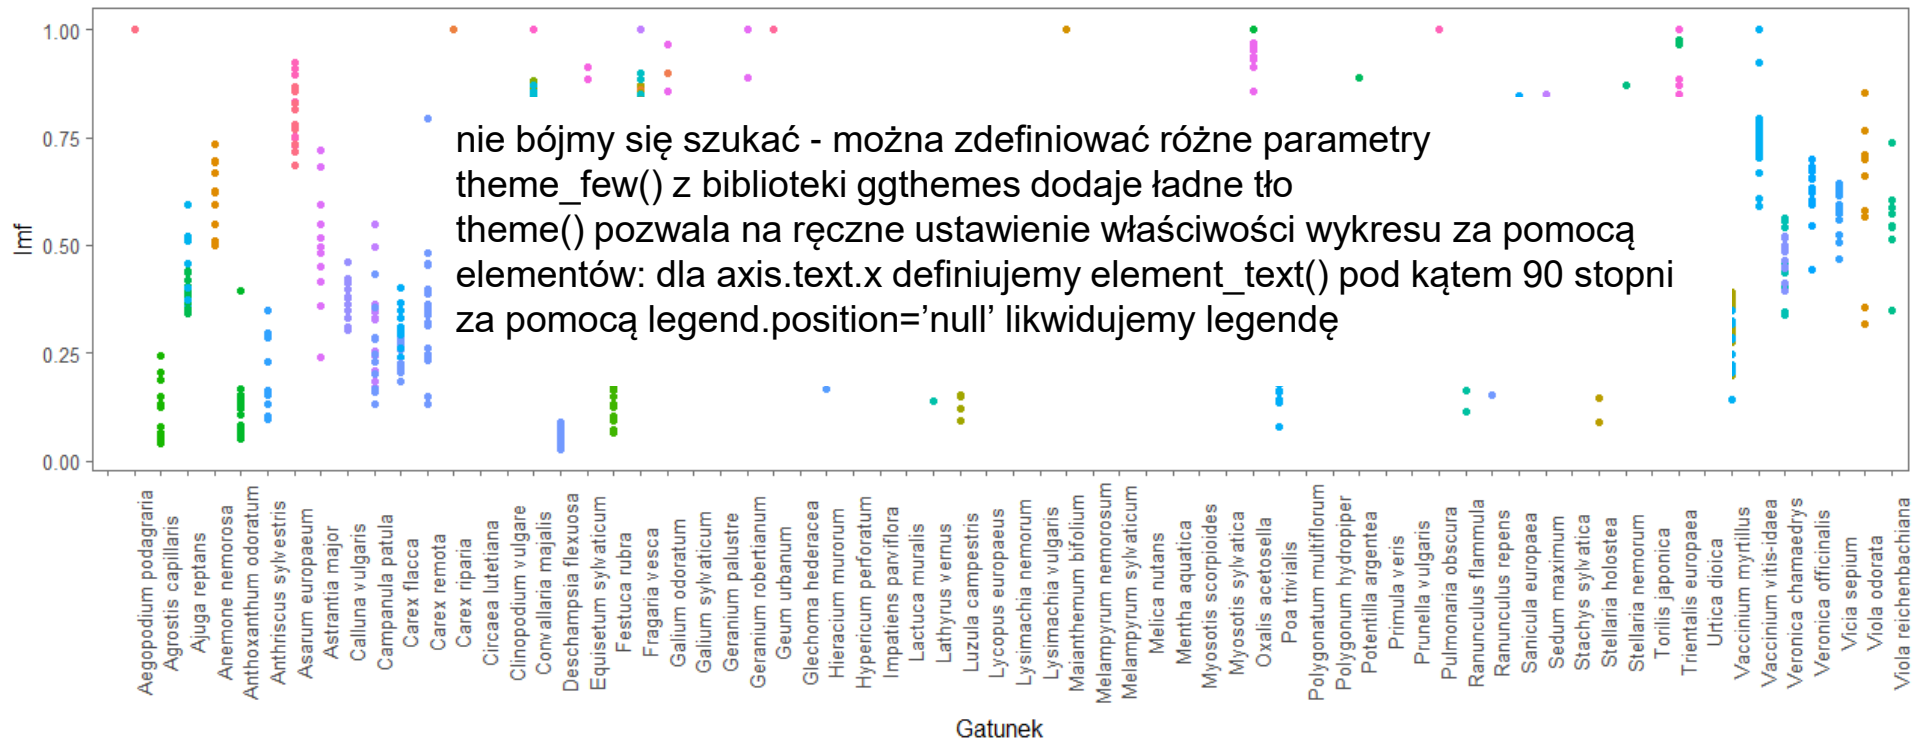 1.00
0.75
0.50
0.25
0.00
lmf
nie bójmy się szukać - można zdefiniować różne parametry
theme_few() z biblioteki ggthemes dodaje ładne tło
theme() pozwala na ręczne ustawienie właściwości wykresu za pomocą
elementów: dla axis.text.x definiujemy element_text() pod kątem 90 stopni
za pomocą legend.position=’null’ likwidujemy legendę
Aegopodium podagraria
Agrostis capillaris
Ajuga reptans
Anemone nemorosa
Anthoxanthum odoratum
Anthriscus sylvestris
Asarum europaeum
Astrantia major
Calluna vulgaris
Campanula patula
Carex flacca
Carex remota
Carex riparia
Circaea lutetiana
Clinopodium vulgare
Convallaria majalis
Deschampsia flexuosa
Equisetum sylvaticum
Festuca rubra
Fragaria vesca
Galium odoratum
Galium sylvaticum
Geranium palustre
Geranium robertianum
Geum urbanum
Glechoma hederacea
Hieracium murorum
Hypericum perforatum
Impatiens parviflora
Lactuca muralis
Lathyrus vernus
Luzula campestris
Lycopus europaeus
Lysimachia nemorum
Lysimachia vulgaris
Maianthemum bifolium
Melampyrum nemorosum
Melampyrum sylvaticum
Melica nutans
Mentha aquatica
Myosotis scorpioides
Myosotis sylvatica
Oxalis acetosella
Poa trivialis
Polygonatum multiflorum
Polygonum hydropiper
Potentilla argentea
Primula veris
Prunella vulgaris
Pulmonaria obscura
Ranunculus flammula
Ranunculus repens
Sanicula europaea
Sedum maximum
Stachys sylvatica
Stellaria holostea
Stellaria nemorum
Torilis japonica
Trientalis europaea
Urtica dioica
Vaccinium myrtillus
Vaccinium vitis-idaea
Veronica chamaedrys
Veronica officinalis
Vicia sepium
Viola odorata
Viola reichenbachiana
Gatunek